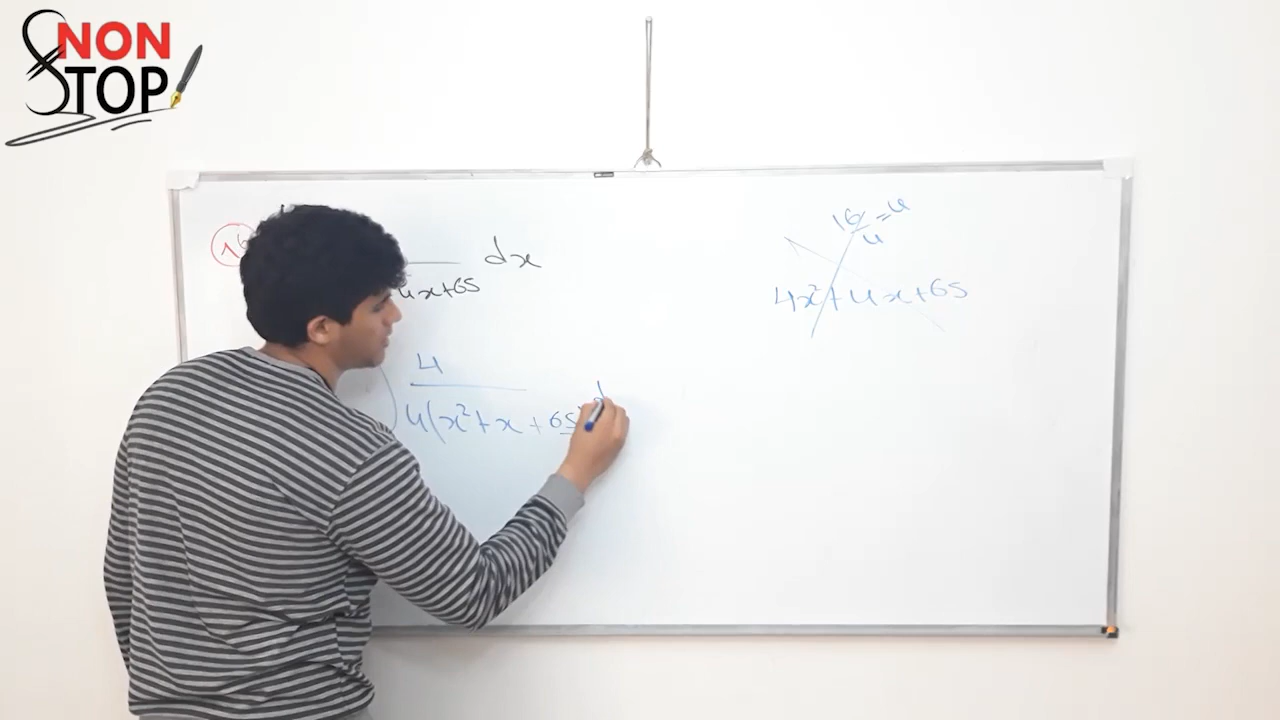 NON
STOP
16
dx
4x+65
16/4 = 4
4x²+4x+65
4
4(x²+x+65